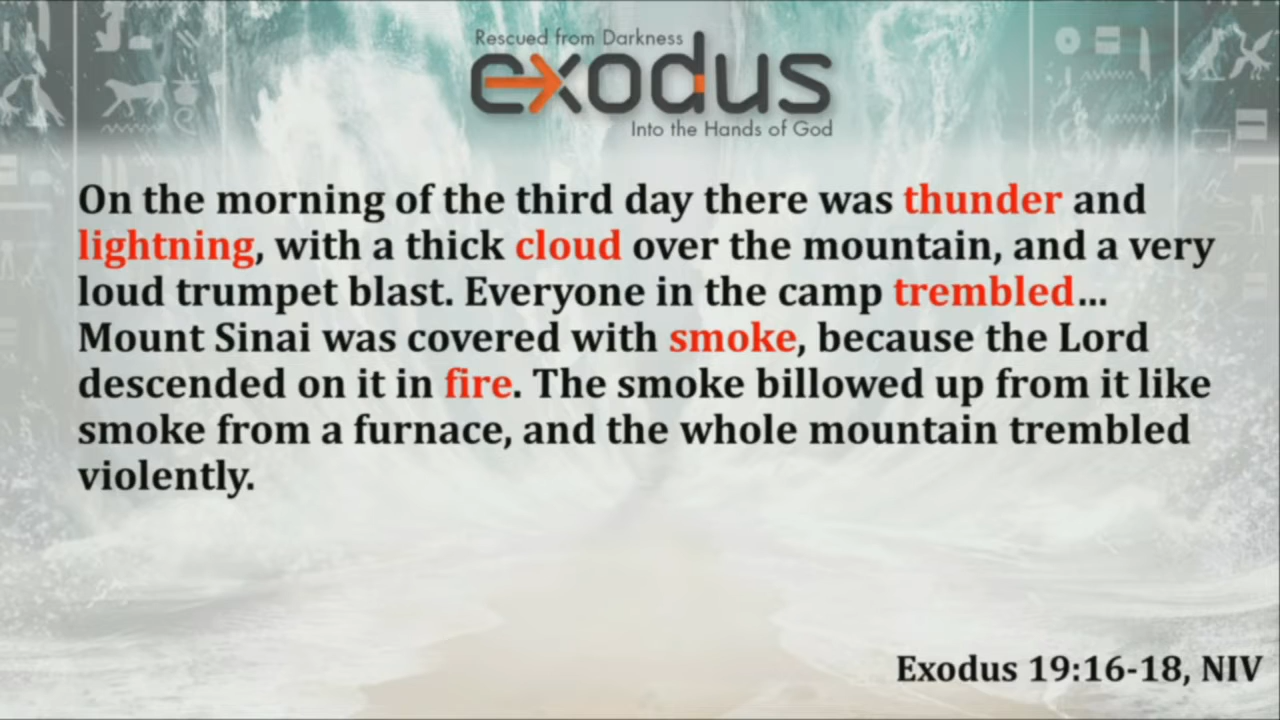 Rescued from Darkness
exodus
Into the Hands of God
On the morning of the third day there was thunder and
lightning, with a thick cloud over the mountain, and a very
loud trumpet blast. Everyone in the camp trembled...
Mount Sinai was covered with smoke, because the Lord
descended on it in fire. The smoke billowed up from it like
smoke from a furnace, and the whole mountain trembled
violently.
Exodus 19:16-18, NIV